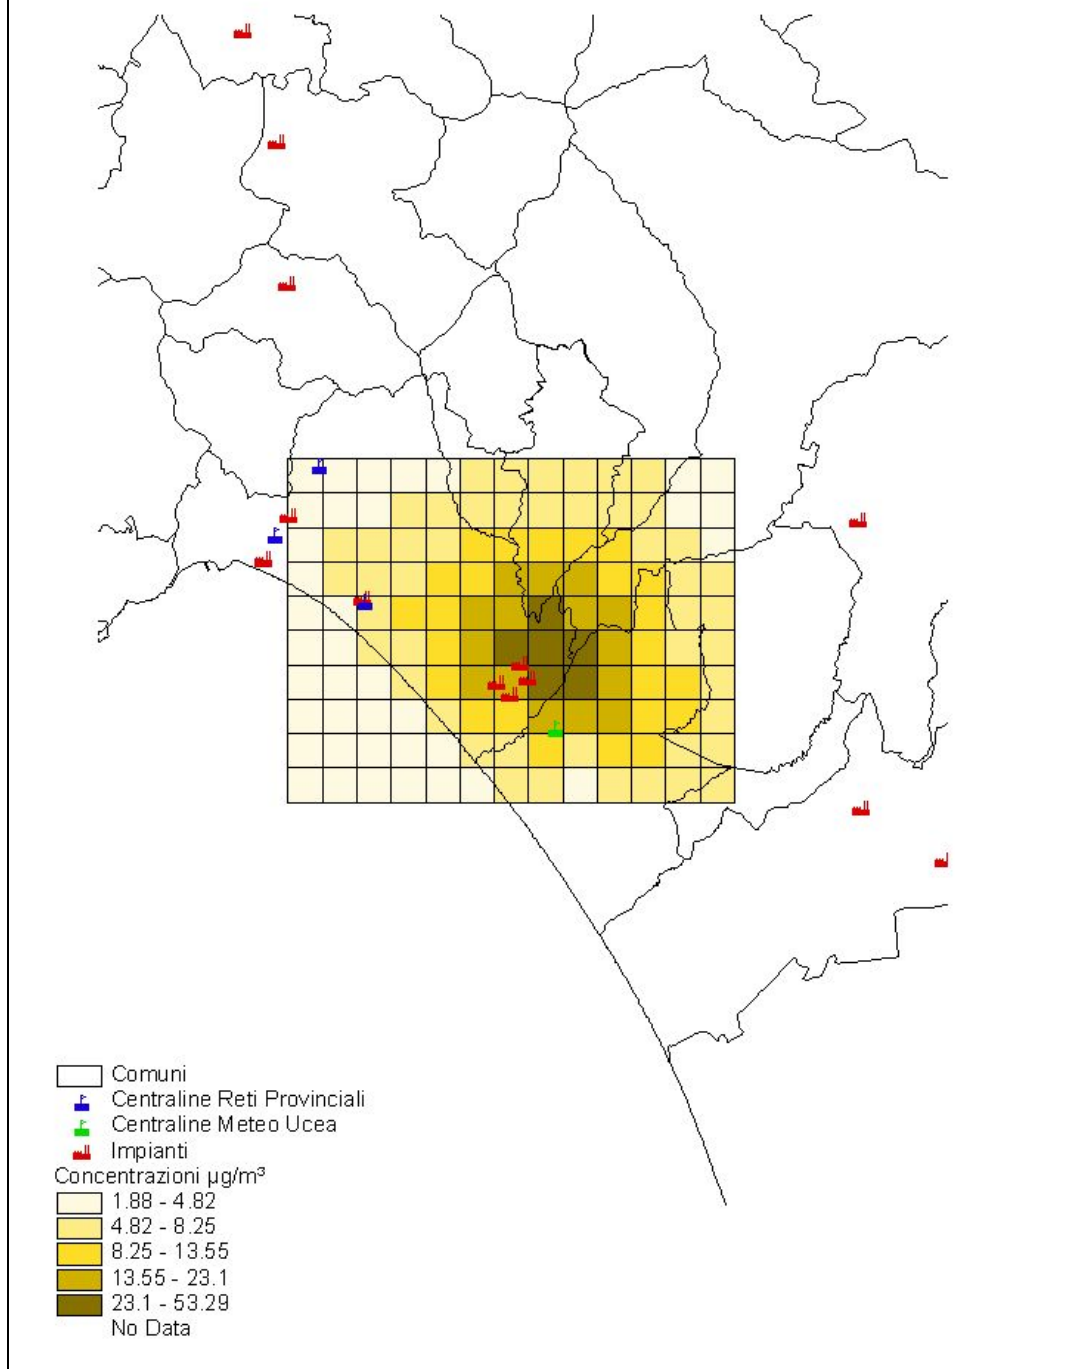 Comuni
Centraline Reti Provinciali
Centraline Meteo Ucea
Impianti
Concentrazioni µg/m³
1.88 - 4.82
4.82 - 8.25
8.25 - 13.55
13.55 - 23.1
23.1 - 53.29
No Data